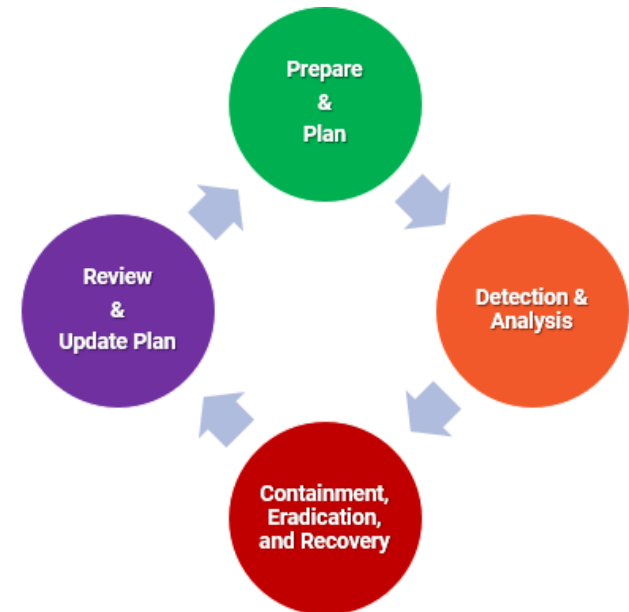 Prepare
&
Plan
Detection &
Analysis
Containment,
Eradication,
and Recovery
Review
&
Update Plan